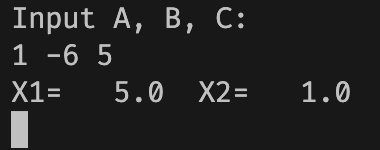 Input A, B, C:
1 -6 5
X1=   5.0  X2=   1.0